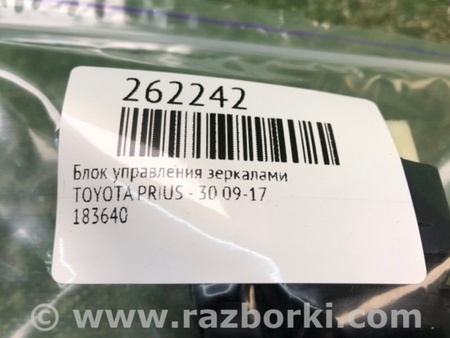 262242
Блок управления зеркалами
TOYOTA PRIUS - 30 09-17
183640
www.razborki.com